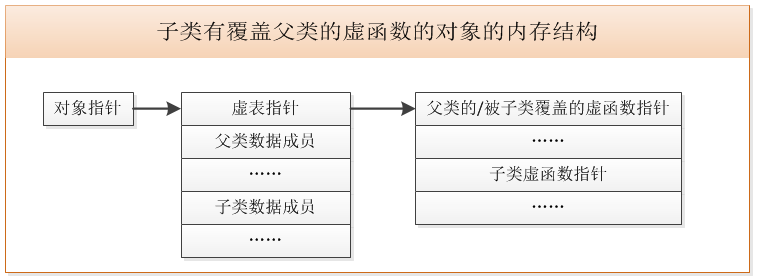 子类有覆盖父类的虚函数的对象的内存结构
对象指针
虚表指针
父类数据成员
……
子类数据成员
……
父类的/被子类覆盖的虚函数指针
……
子类虚函数指针
……